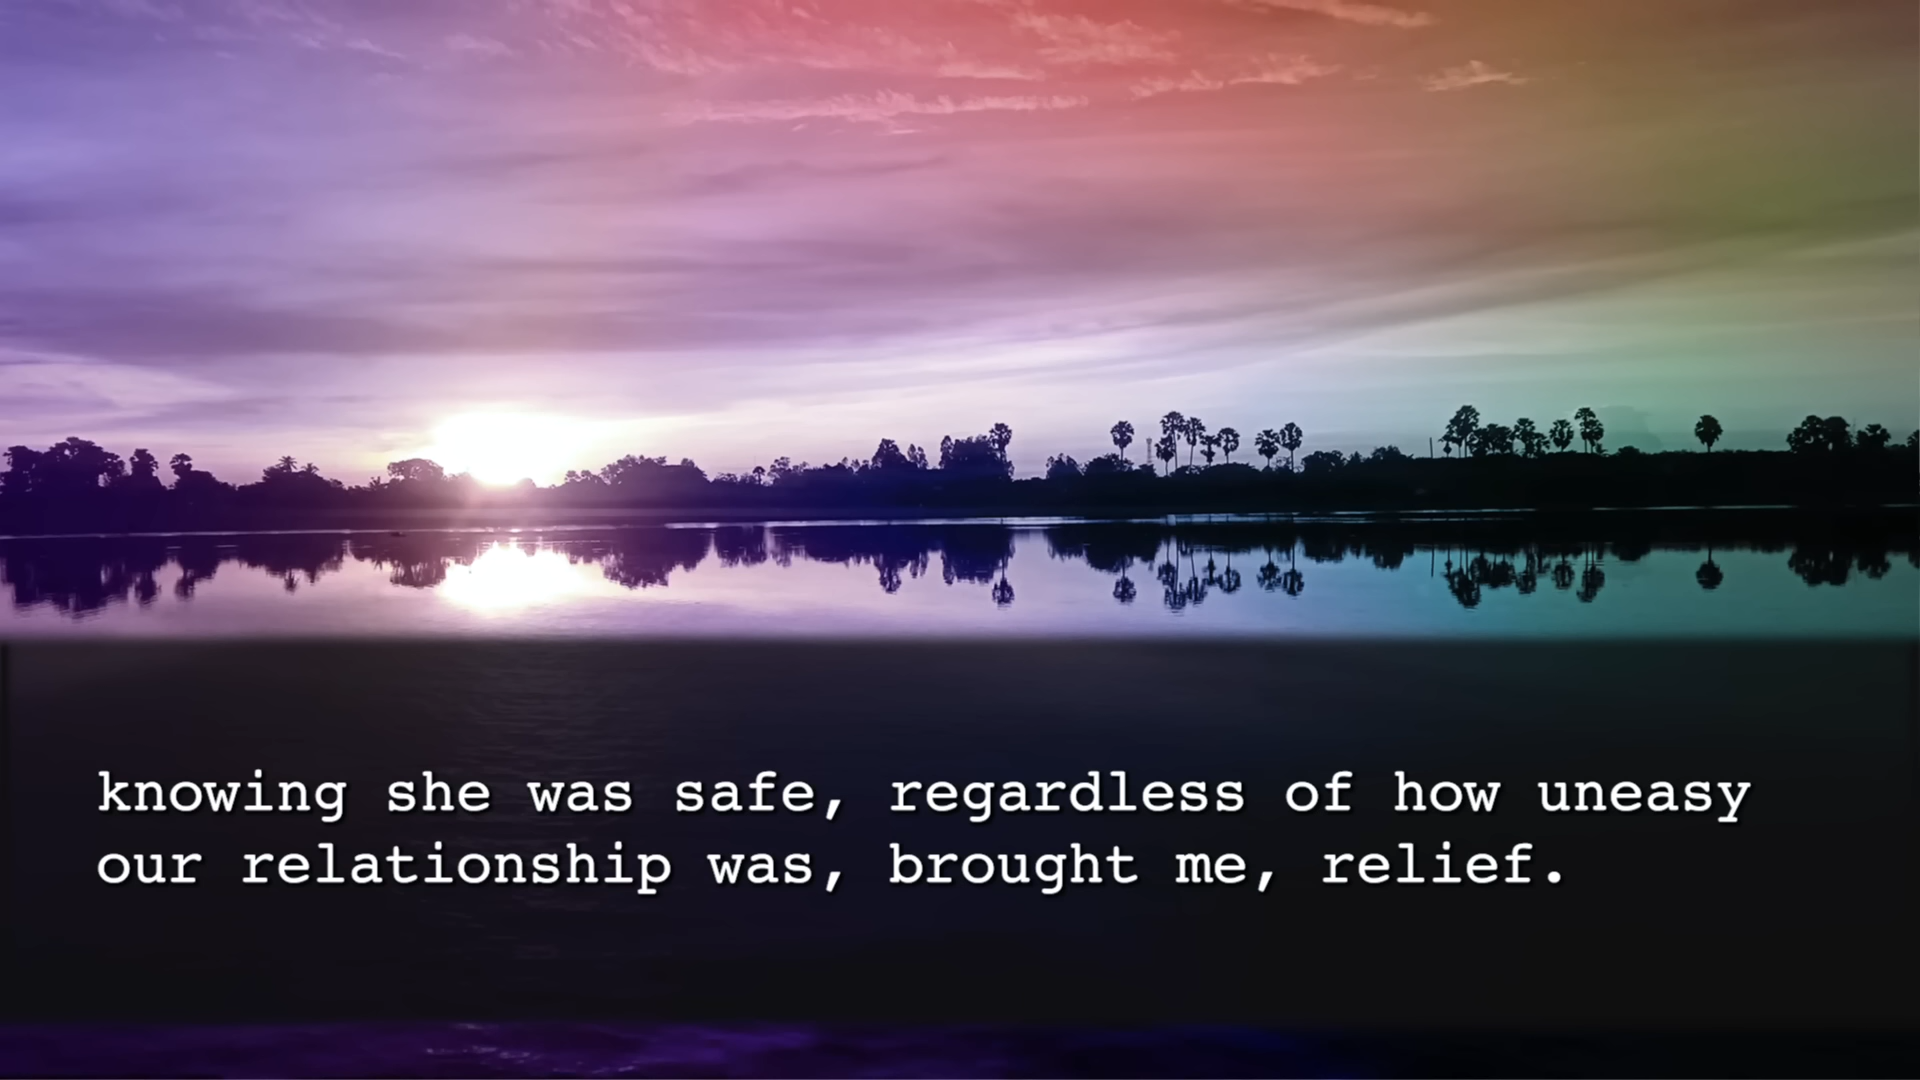 knowing she was safe, regardless of how uneasy
our relationship was, brought me, relief.